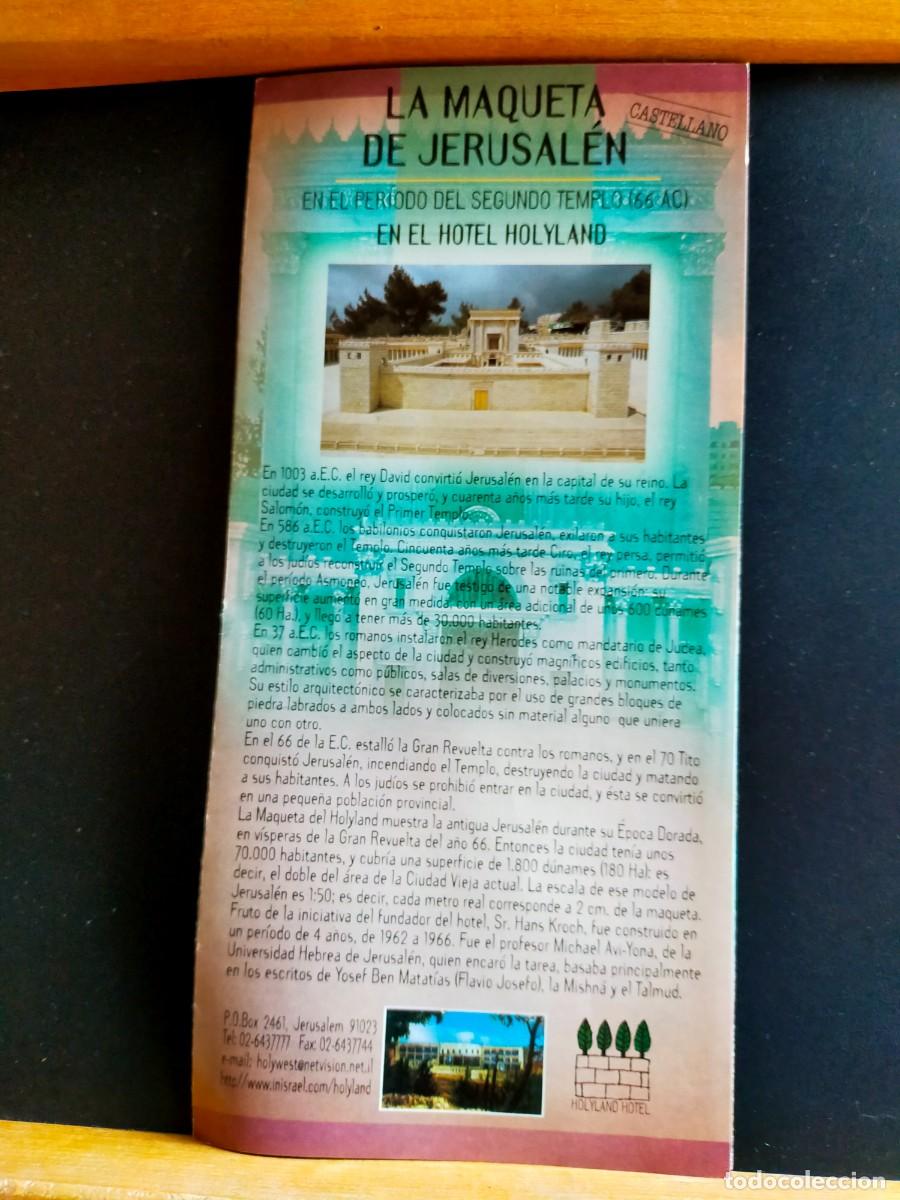 LA MAQUETA
DE JERUSALÉN
CASTELLANO
EN EL PERÍODO DEL SEGUNDO TEMPLO (66 AC)
EN EL HOTEL HOLYLAND
En 1003 a.E.C. el rey David convirtió Jerusalén en la capital de su reino. La
ciudad se desarrolló y prosperó, y cuarenta años más tarde su hijo, el rey
Salomón, construyó el Primer Templo.
En 586 a.E.C. los babilonios conquistaron Jerusalén, exilaron a sus habitantes
y destruyeron el Templo. Cincuenta años más tarde Ciro, el rey persa, permitió
a los judíos reconstruir el Segundo Templo sobre las ruinas del primero. Durante
el período Asmoneo, Jerusalén fue testigo de una notable expansión: su
superficie aumentó en gran medida, con un área adicional de unos 600 dúnames
(60 Ha.), y llegó a tener más de 30.000 habitantes.
En 37 a.E.C. los romanos instalaron el rey Herodes como mandatario de Judea,
quien cambió el aspecto de la ciudad y construyó magníficos edificios, tanto
administrativos como públicos, salas de diversiones, palacios y monumentos.
Su estilo arquitectónico se caracterizaba por el uso de grandes bloques de
piedra labrados a ambos lados y colocados sin material alguno que uniera
uno con otro.
En el 66 de la E.C. estalló la Gran Revuelta contra los romanos, y en el 70 Tito
conquistó Jerusalén, incendiando el Templo, destruyendo la ciudad y matando
a sus habitantes. A los judíos se prohibió entrar en la ciudad, y ésta se convirtió
en una pequeña población provincial.
La Maqueta del Holyland muestra la antigua Jerusalén durante su Época Dorada,
en vísperas de la Gran Revuelta del año 66. Entonces la ciudad tenía unos
70.000 habitantes, y cubría una superficie de 1.800 dúnames (180 Ha): es
decir, el doble del área de la Ciudad Vieja actual. La escala de ese modelo de
Jerusalén es 1:50; es decir, cada metro real corresponde a 2 cm. de la maqueta.
Fruto de la iniciativa del fundador del hotel, Sr. Hans Kroch, fue construido en
un período de 4 años, de 1962 a 1966. Fue el profesor Michael Avi-Yona, de la
Universidad Hebrea de Jerusalén, quien encaró la tarea, basaba principalmente
en los escritos de Yosef Ben Matatías (Flavio Josefo), la Mishná y el Talmud.
P.O.Box 2461, Jerusalem 91023
Tel: 02-6437777 Fax: 02-6437744
e-mail: holywest@netvision.net.il
http//www.inisrael.com/holyland
HOLYLAND HOTEL
todocoleccion